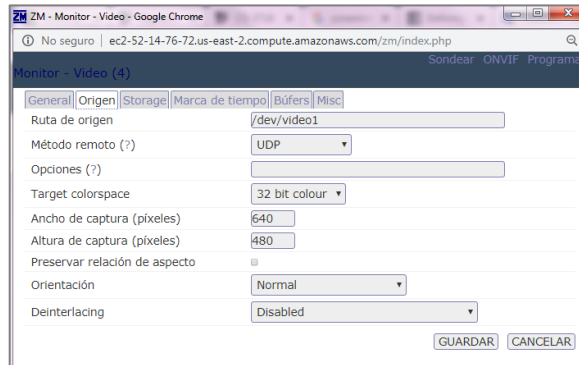 ZM ZM - Monitor - Video - Google Chrome
No seguro | ec2-52-14-76-72.us-east-2.compute.amazonaws.com/zm/index.php
Sondear ONVIF Programa
Monitor - Video (4)
General Origen Storage Marca de tiempo Búfers Misc
Ruta de origen /dev/video1
Método remoto (?) UDP
Opciones (?)
Target colorspace 32 bit colour
Ancho de captura (píxeles) 640
Altura de captura (píxeles) 480
Preservar relación de aspecto
Orientación Normal
Deinterlacing Disabled
GUARDAR CANCELAR